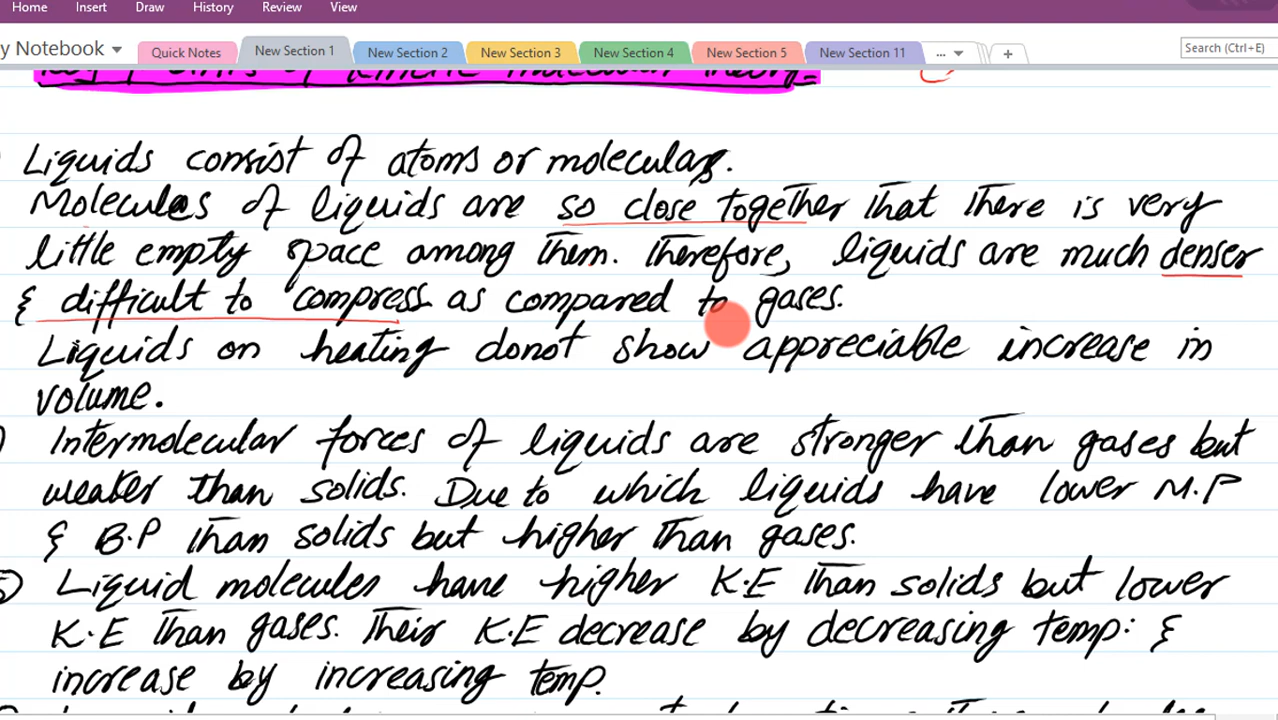 Home Insert Draw History Review View
y Notebook Quick Notes New Section 1 New Section 2 New Section 3 New Section 4 New Section 5 New Section 11 ... + Search (Ctrl+E)
of kinetic molecular theory
Liquids consist of atoms or molecules.
Molecules of liquids are so close together that there is very
little empty space among them. Therefore, liquids are much denser
& difficult to compress as compared to gases.
Liquids on heating donot show appreciable increase in
volume.
) Intermolecular forces of liquids are stronger than gases but
weaker than solids. Due to which liquids have lower M.P
& B.P than solids but higher than gases.
5) Liquid molecules have higher K.E than solids but lower
K.E than gases. Their K.E decrease by decreasing temp: &
increase by increasing temp.